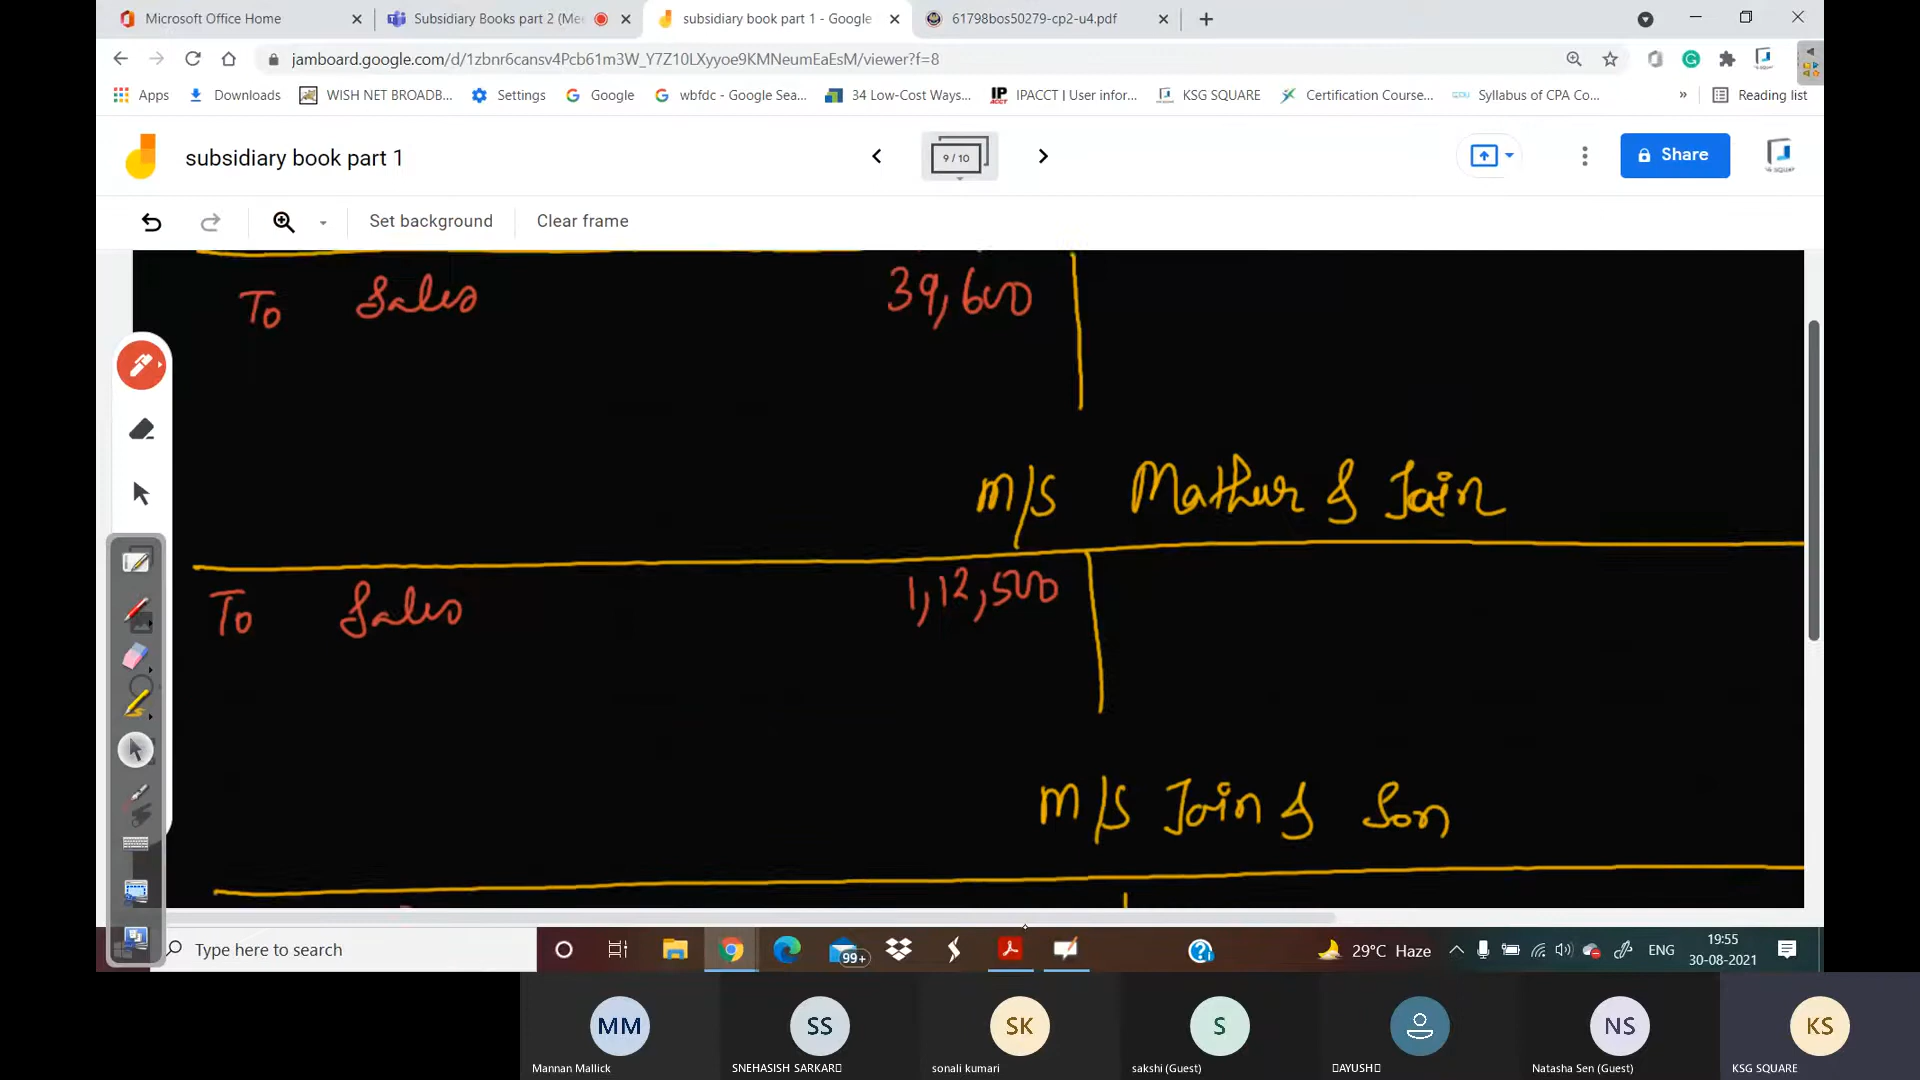 Microsoft Office Home
Subsidiary Books part 2 (Me
subsidiary book part 1 - Google
61798bos50279-cp2-u4.pdf
jamboard.google.com/d/1zbnr6cansv4Pcb61m3W_Y7Z10LXyyoe9KMNeumEaEsM/viewer?f=8
Apps
Downloads
WISH NET BROADB...
Settings
Google
wbfdc - Google Sea...
34 Low-Cost Ways...
IP ACCT
IPACCT | User infor...
KSG SQUARE
Certification Course...
Syllabus of CPA Co...
»
Reading list
subsidiary book part 1
9 / 10
Share
Set background
Clear frame
To Sales 39,600
M/S Mathur & Jain
To Sales 1,12,500
M/S Jain & Son
Type here to search
99+
29°C Haze
ENG
19:55
30-08-2021
MM
SS
SK
S
NS
KS
Mannan Mallick
SNEHASISH SARKAR
sonali kumari
sakshi (Guest)
AYUSH
Natasha Sen (Guest)
KSG SQUARE